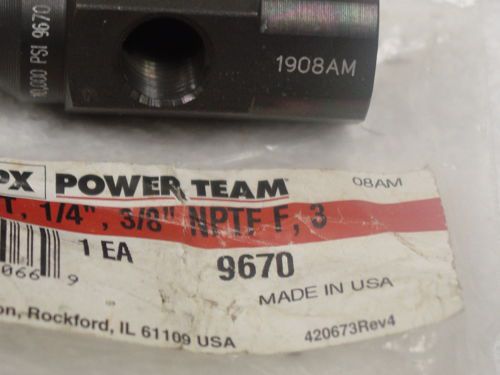 10,000 PSI 9670
1908AM
PX POWER TEAM 08AM
T, 1/4", 3/8" NPTF F, 3
1 EA 9670
066 9
MADE IN USA
on, Rockford, IL 61109 USA
420673Rev4